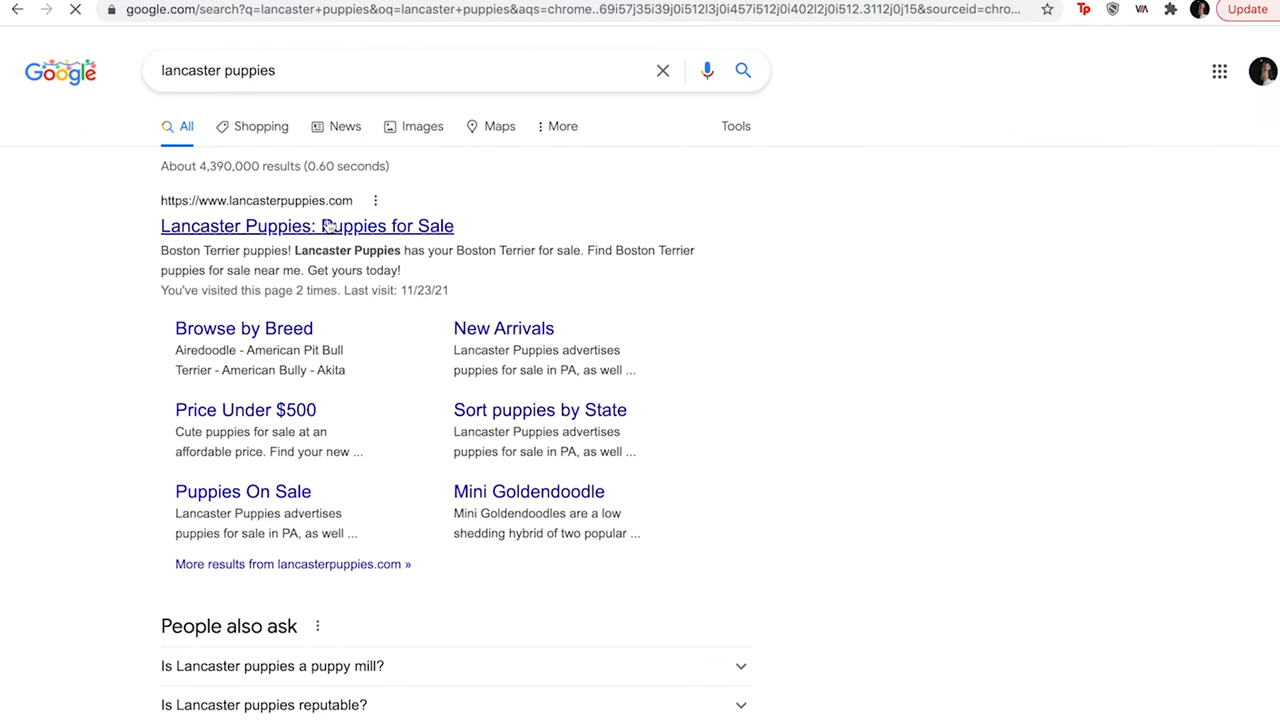 google.com/search?q=lancaster+puppies&oq=lancaster+puppies&aqs=chrome..69i57j35i39j0i512l3j0i457i512j0i402l2j0i512.3112j0j15&sourceid=chro...
Tp
VIA
Update
Google
lancaster puppies
All
Shopping
News
Images
Maps
More
Tools
About 4,390,000 results (0.60 seconds)
https://www.lancasterpuppies.com
Lancaster Puppies: Puppies for Sale
Boston Terrier puppies! Lancaster Puppies has your Boston Terrier for sale. Find Boston Terrier
puppies for sale near me. Get yours today!
You've visited this page 2 times. Last visit: 11/23/21
Browse by Breed
Airedoodle - American Pit Bull
Terrier - American Bully - Akita
New Arrivals
Lancaster Puppies advertises
puppies for sale in PA, as well ...
Price Under $500
Cute puppies for sale at an
affordable price. Find your new ...
Sort puppies by State
Lancaster Puppies advertises
puppies for sale in PA, as well ...
Puppies On Sale
Lancaster Puppies advertises
puppies for sale in PA, as well ...
Mini Goldendoodle
Mini Goldendoodles are a low
shedding hybrid of two popular ...
More results from lancasterpuppies.com »
People also ask
Is Lancaster puppies a puppy mill?
Is Lancaster puppies reputable?